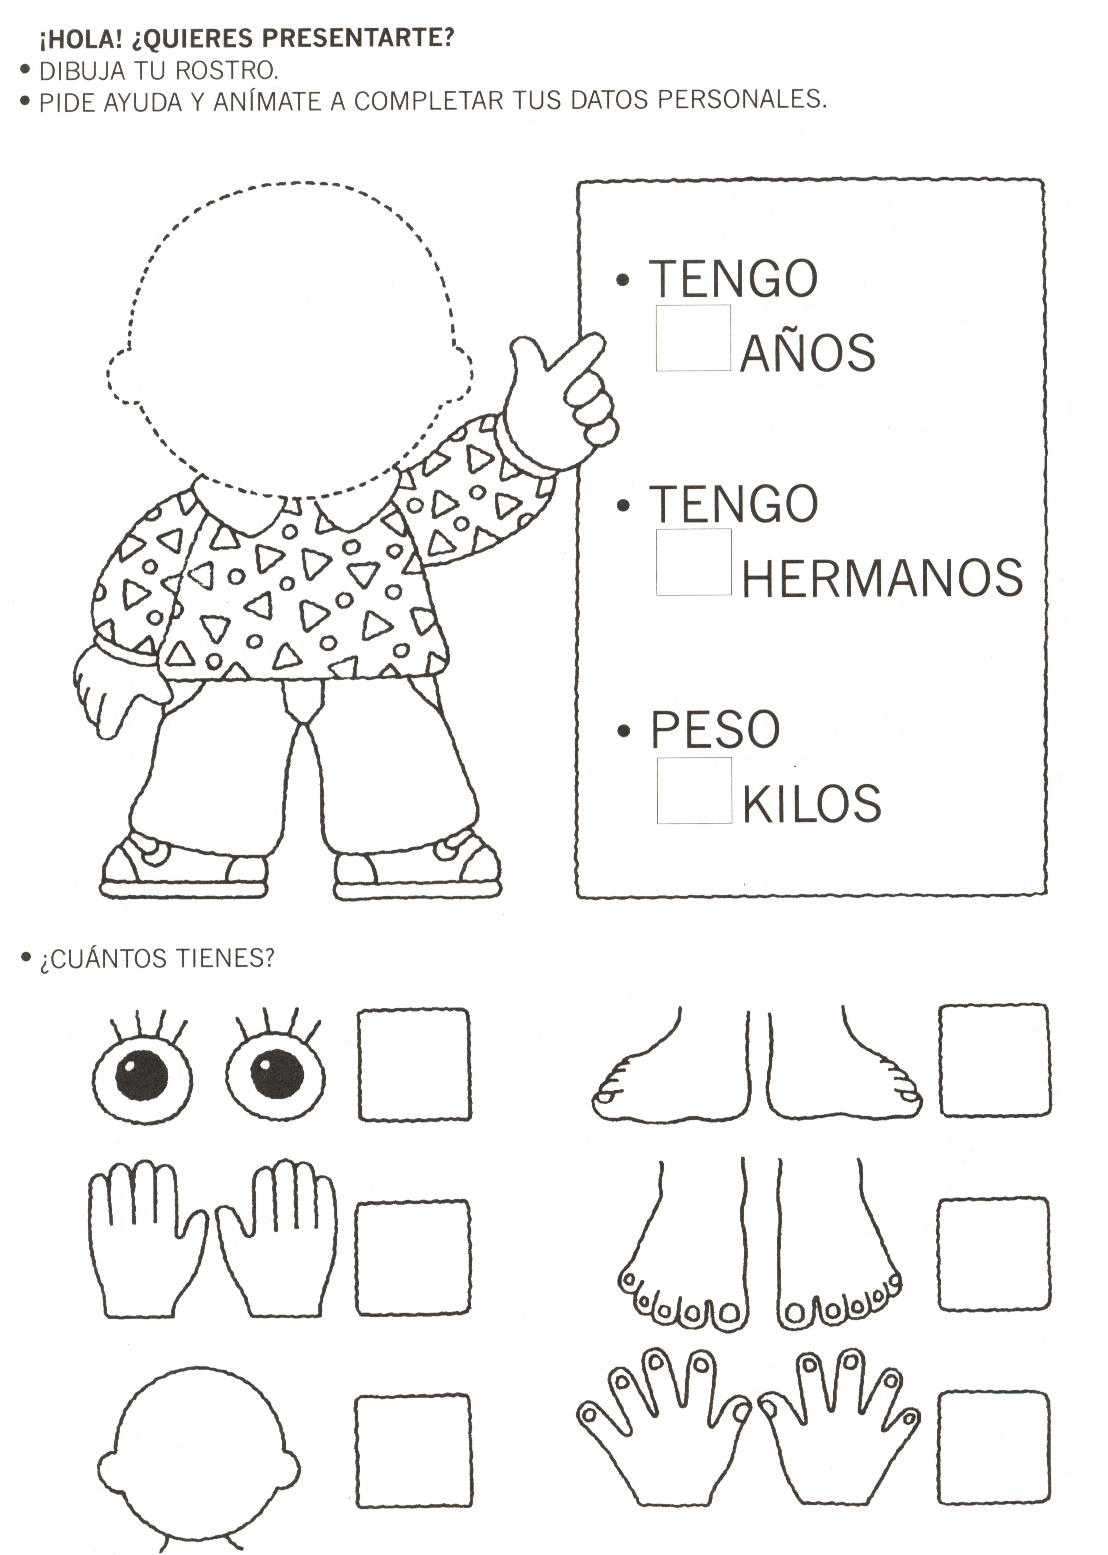 ¡HOLA! ¿QUIERES PRESENTARTE?
• DIBUJA TU ROSTRO.
• PIDE AYUDA Y ANÍMATE A COMPLETAR TUS DATOS PERSONALES.
• TENGO
AÑOS
• TENGO
HERMANOS
• PESO
KILOS
• ¿CUÁNTOS TIENES?